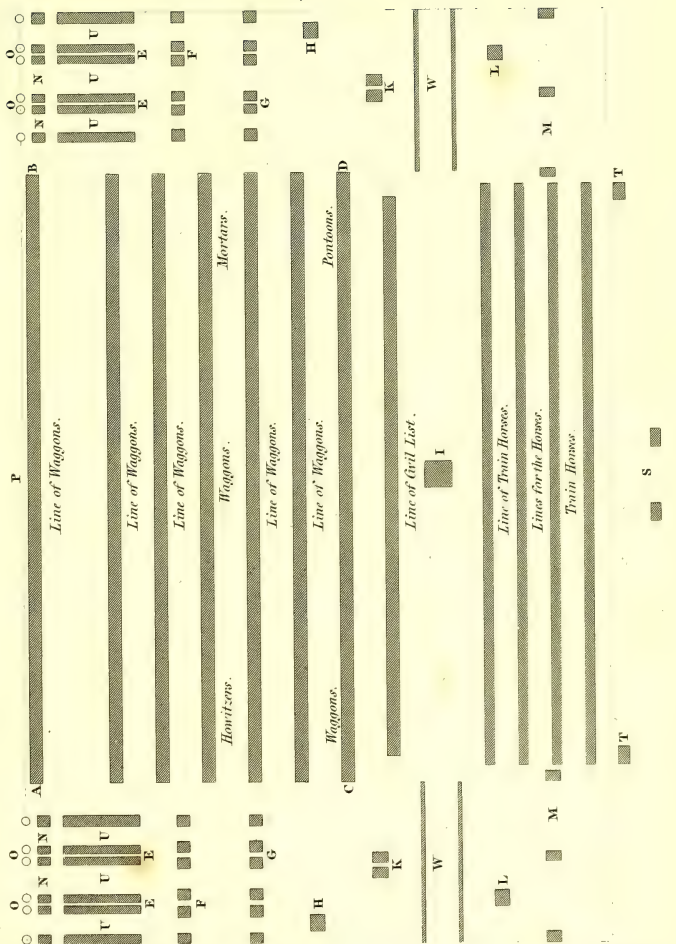 O O P O O
A B
N N N N
Line of Waggons.
U U U U U U
Line of Waggons.
E E E E
Line of Waggons.
F F
Howitzers. Waggons. Mortars.
G Line of Waggons. G
H Line of Waggons. H
Waggons. Pontoons.
C D
K K
Line of Civil List.
W I W
L L
Line of Train Horses.
Lines for the Horses.
M M
Train Horses
T T
S